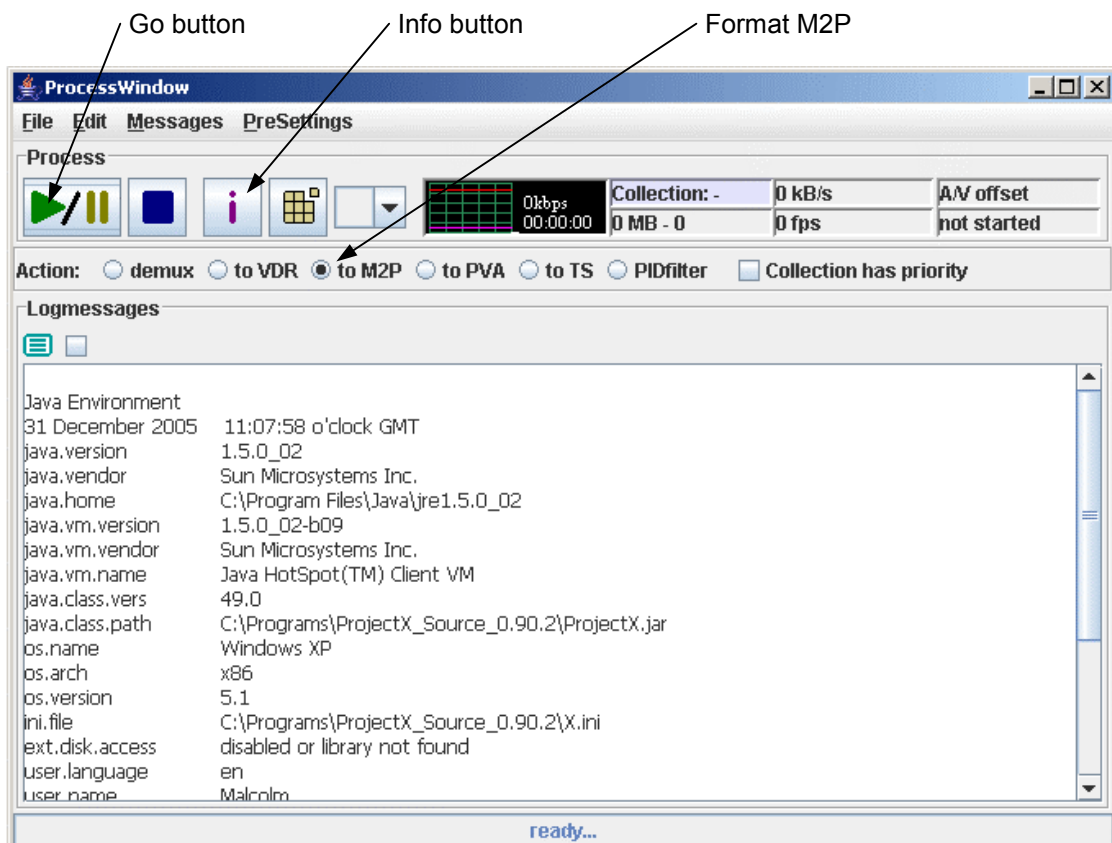 Go button Info button Format M2P
ProcessWindow
File Edit Messages PreSettings
Process
i
0kbps
00:00:00
Collection: - 0 kB/s A/V offset
0 MB - 0 0 fps not started
Action: demux to VDR to M2P to PVA to TS PIDfilter Collection has priority
Logmessages
Java Environment
31 December 2005 11:07:58 o'clock GMT
java.version 1.5.0_02
java.vendor Sun Microsystems Inc.
java.home C:\Program Files\Java\jre1.5.0_02
java.vm.version 1.5.0_02-b09
java.vm.vendor Sun Microsystems Inc.
java.vm.name Java HotSpot(TM) Client VM
java.class.vers 49.0
java.class.path C:\Programs\ProjectX_Source_0.90.2\ProjectX.jar
os.name Windows XP
os.arch x86
os.version 5.1
ini.file C:\Programs\ProjectX_Source_0.90.2\X.ini
ext.disk.access disabled or library not found
user.language en
user.name Malcolm
ready...